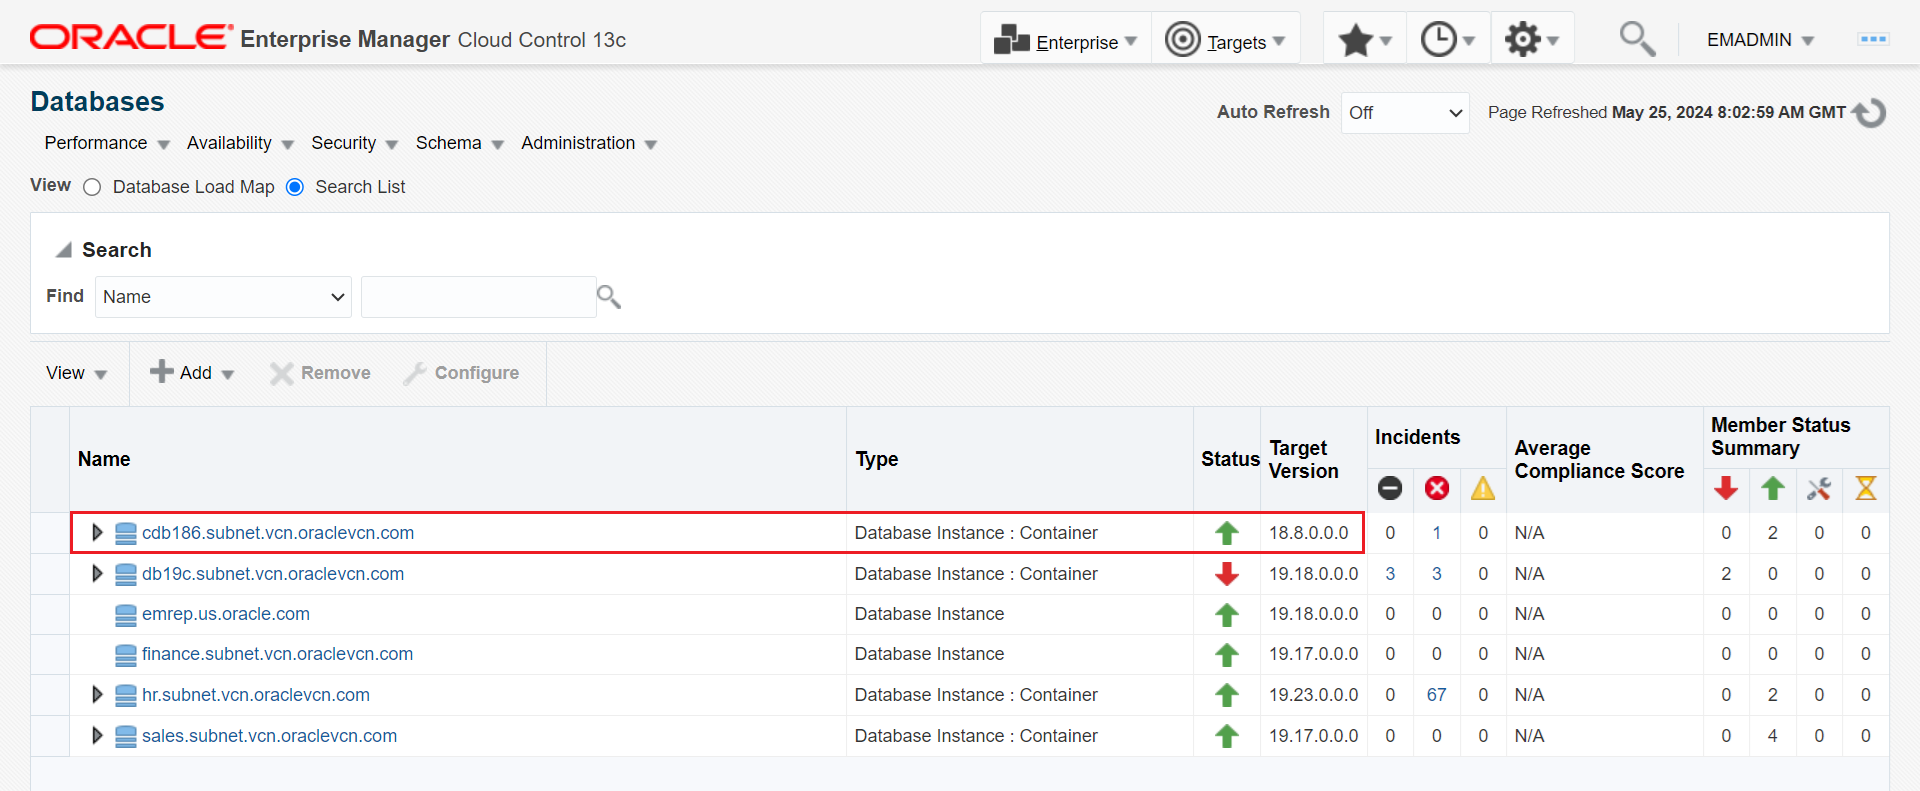 ORACLE Enterprise Manager Cloud Control 13c
Enterprise
Targets
EMADMIN
Databases
Auto Refresh Off Page Refreshed May 25, 2024 8:02:59 AM GMT
Performance Availability Security Schema Administration
View Database Load Map Search List
Search
Find Name
View Add Remove Configure
Name Type Status Target Version Incidents Average Compliance Score Member Status Summary
cdb186.subnet.vcn.oraclevcn.com Database Instance : Container 18.8.0.0.0 0 1 0 N/A 0 2 0 0
db19c.subnet.vcn.oraclevcn.com Database Instance : Container 19.18.0.0.0 3 3 0 N/A 2 0 0 0
emrep.us.oracle.com Database Instance 19.18.0.0.0 0 0 0 N/A 0 0 0 0
finance.subnet.vcn.oraclevcn.com Database Instance 19.17.0.0.0 0 0 0 N/A 0 0 0 0
hr.subnet.vcn.oraclevcn.com Database Instance : Container 19.23.0.0.0 0 67 0 N/A 0 2 0 0
sales.subnet.vcn.oraclevcn.com Database Instance : Container 19.17.0.0.0 0 0 0 N/A 0 4 0 0